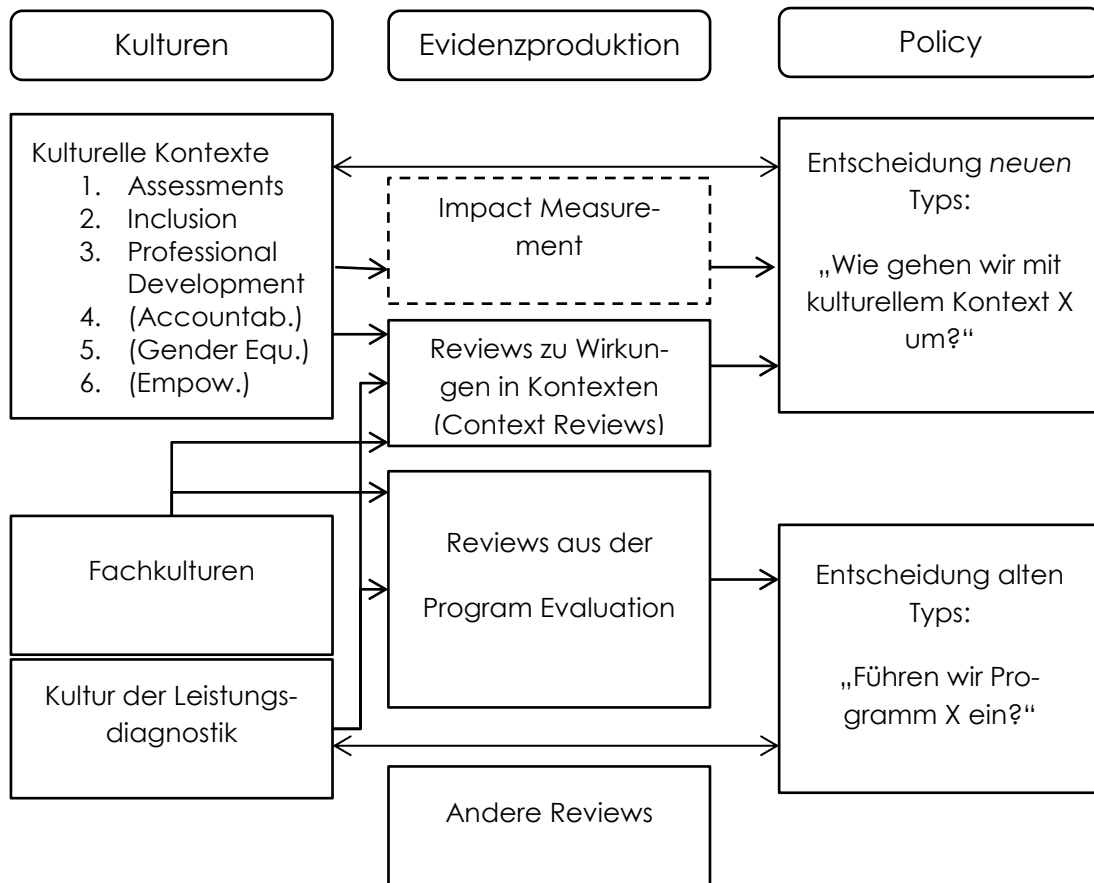 Kulturen
Evidenzproduktion
Policy
Kulturelle Kontexte
1. Assessments
2. Inclusion
3. Professional
Development
4. (Accountab.)
5. (Gender Equ.)
6. (Empow.)
Fachkulturen
Kultur der Leistungs-
diagnostik
Impact Measure-
ment
Reviews zu Wirkun-
gen in Kontexten
(Context Reviews)
Reviews aus der
Program Evaluation
Andere Reviews
Entscheidung neuen
Typs:
„Wie gehen wir mit
kulturellem Kontext X
um?“
Entscheidung alten
Typs:
„Führen wir Pro-
gramm X ein?“